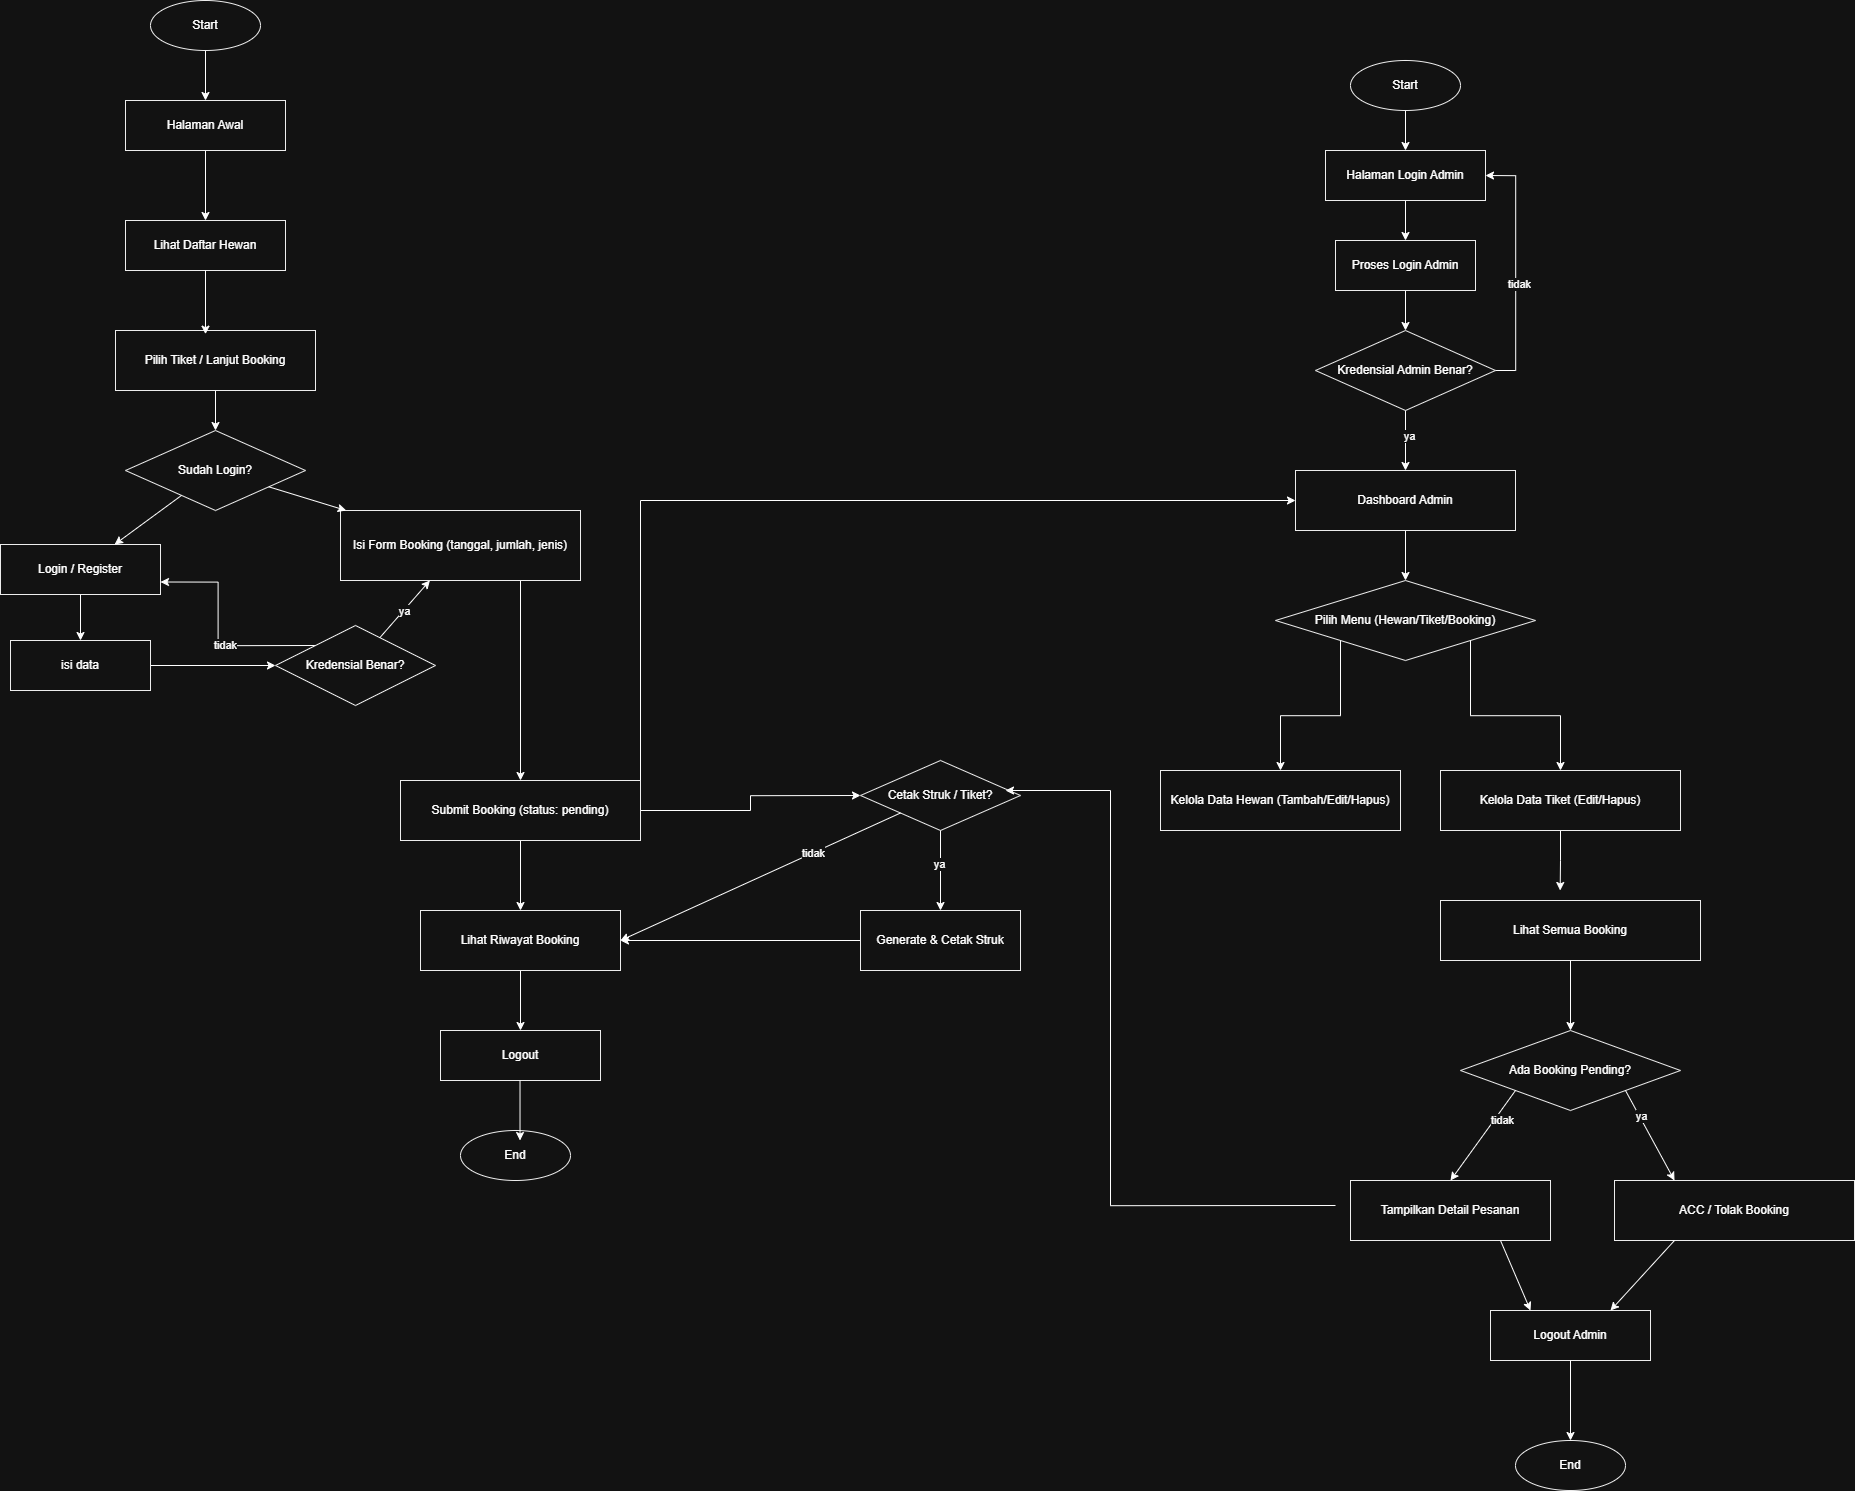 Start
Halaman Awal
Lihat Daftar Hewan
Pilih Tiket / Lanjut Booking
Sudah Login?
Login / Register
Isi Form Booking (tanggal, jumlah, jenis)
ya
tidak
isi data
Kredensial Benar?
Submit Booking (status: pending)
Cetak Struk / Tiket?
tidak
ya
Lihat Riwayat Booking
Generate & Cetak Struk
Logout
End
Start
Halaman Login Admin
Proses Login Admin
tidak
Kredensial Admin Benar?
ya
Dashboard Admin
Pilih Menu (Hewan/Tiket/Booking)
Kelola Data Hewan (Tambah/Edit/Hapus)
Kelola Data Tiket (Edit/Hapus)
Lihat Semua Booking
Ada Booking Pending?
tidak
ya
Tampilkan Detail Pesanan
ACC / Tolak Booking
Logout Admin
End